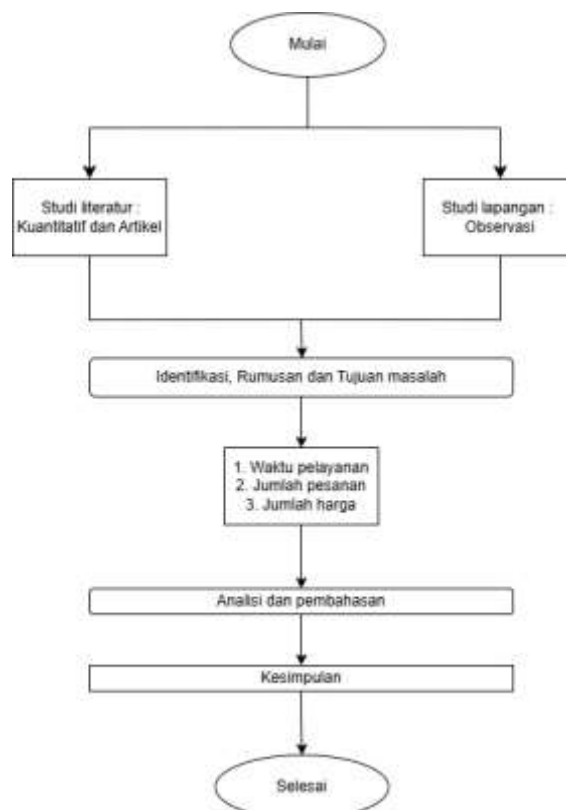 Mulai
Studi literatur :
Kuantitatif dan Artikel
Studi lapangan :
Observasi
Identifikasi, Rumusan dan Tujuan masalah
1. Waktu pelayanan
2. Jumlah pesanan
3. Jumlah harga
Analisi dan pembahasan
Kesimpulan
Selesai